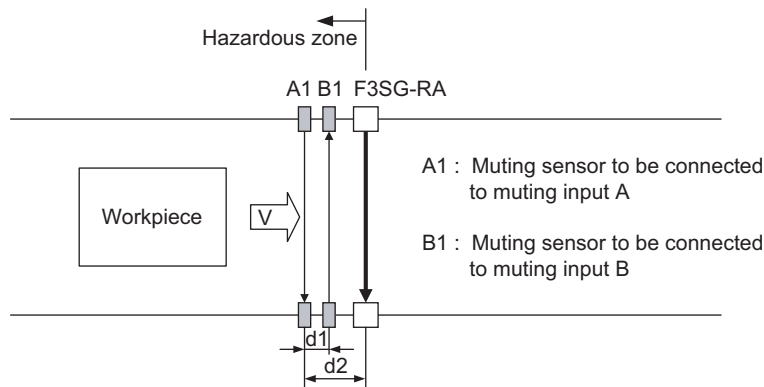 Hazardous zone
A1 B1 F3SG-RA
Workpiece
V
A1 : Muting sensor to be connected
to muting input A
B1 : Muting sensor to be connected
to muting input B
d1
d2